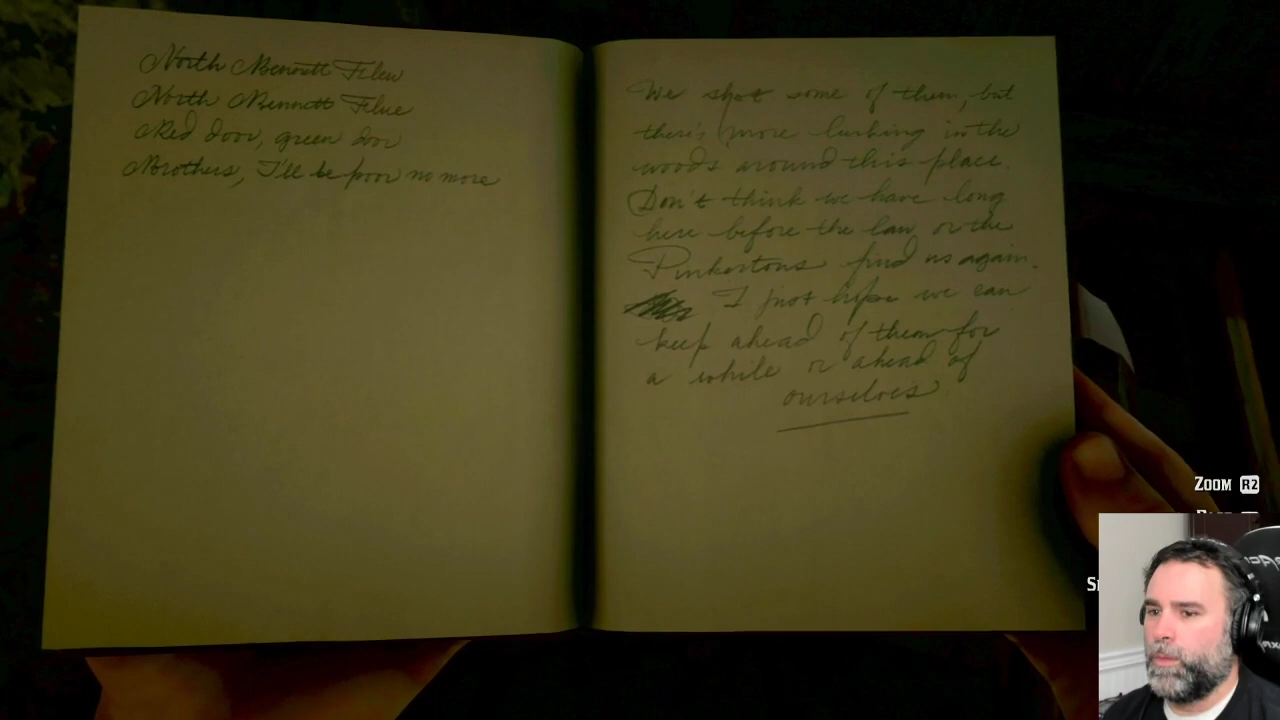 North Bennett Flew
North Bennett Flue
Red door, green door
Brothers, I'll be poor no more
We shot some of them, but
there's more lurking in the
woods around this place.
Don't think we have long
here before the law or the
Pinkertons find us again.
I just hope we can
keep ahead of them for
a while or ahead of
ourselves
Zoom R2